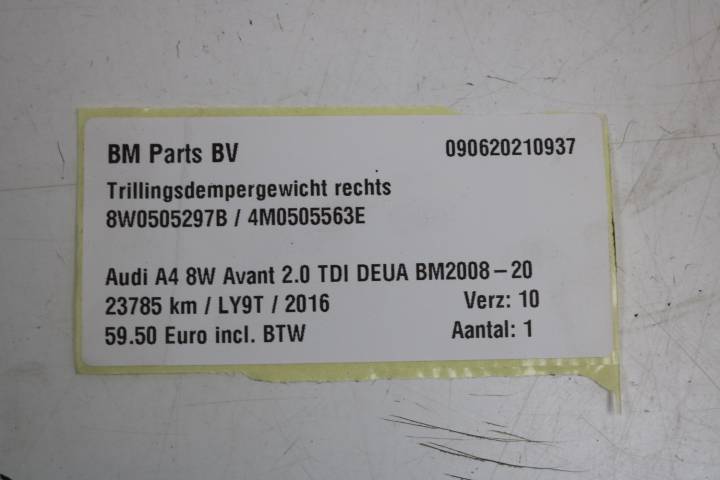 BM Parts BV 090620210937
Trillingsdempergewicht rechts
8W0505297B / 4M0505563E
Audi A4 8W Avant 2.0 TDI DEUA BM2008-20
23785 km / LY9T / 2016 Verz: 10
59.50 Euro incl. BTW Aantal: 1